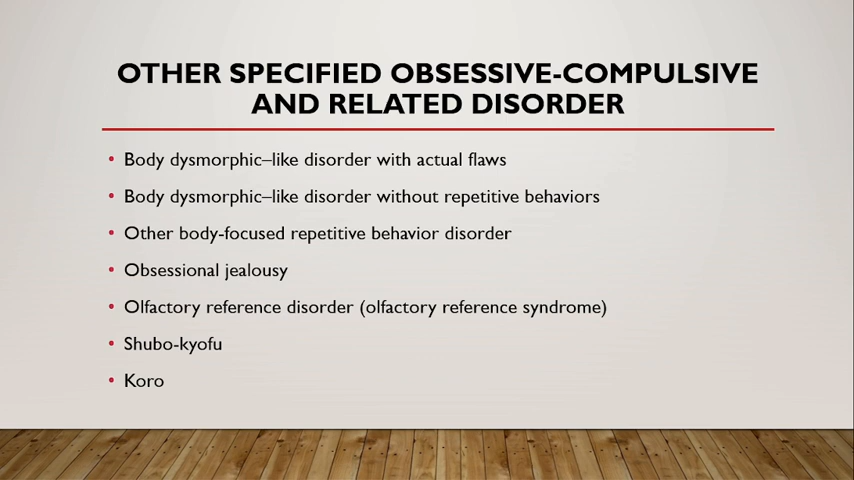 OTHER SPECIFIED OBSESSIVE-COMPULSIVE
AND RELATED DISORDER
• Body dysmorphic–like disorder with actual flaws
• Body dysmorphic–like disorder without repetitive behaviors
• Other body-focused repetitive behavior disorder
• Obsessional jealousy
• Olfactory reference disorder (olfactory reference syndrome)
• Shubo-kyofu
• Koro